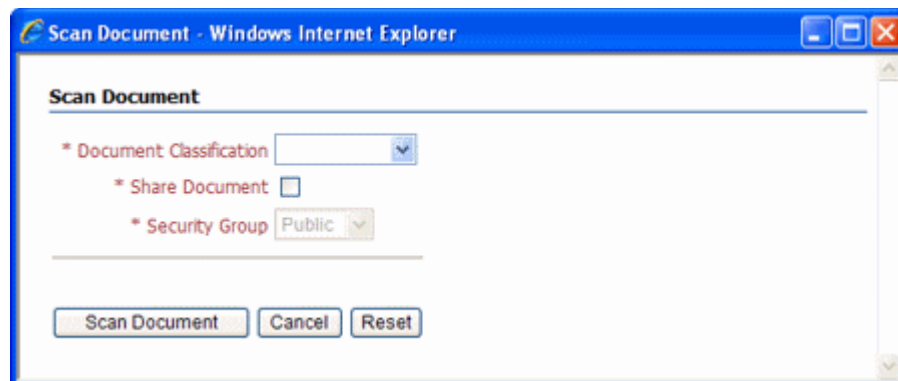 Scan Document - Windows Internet Explorer
Scan Document
* Document Classification
* Share Document
* Security Group Public
Scan Document Cancel Reset